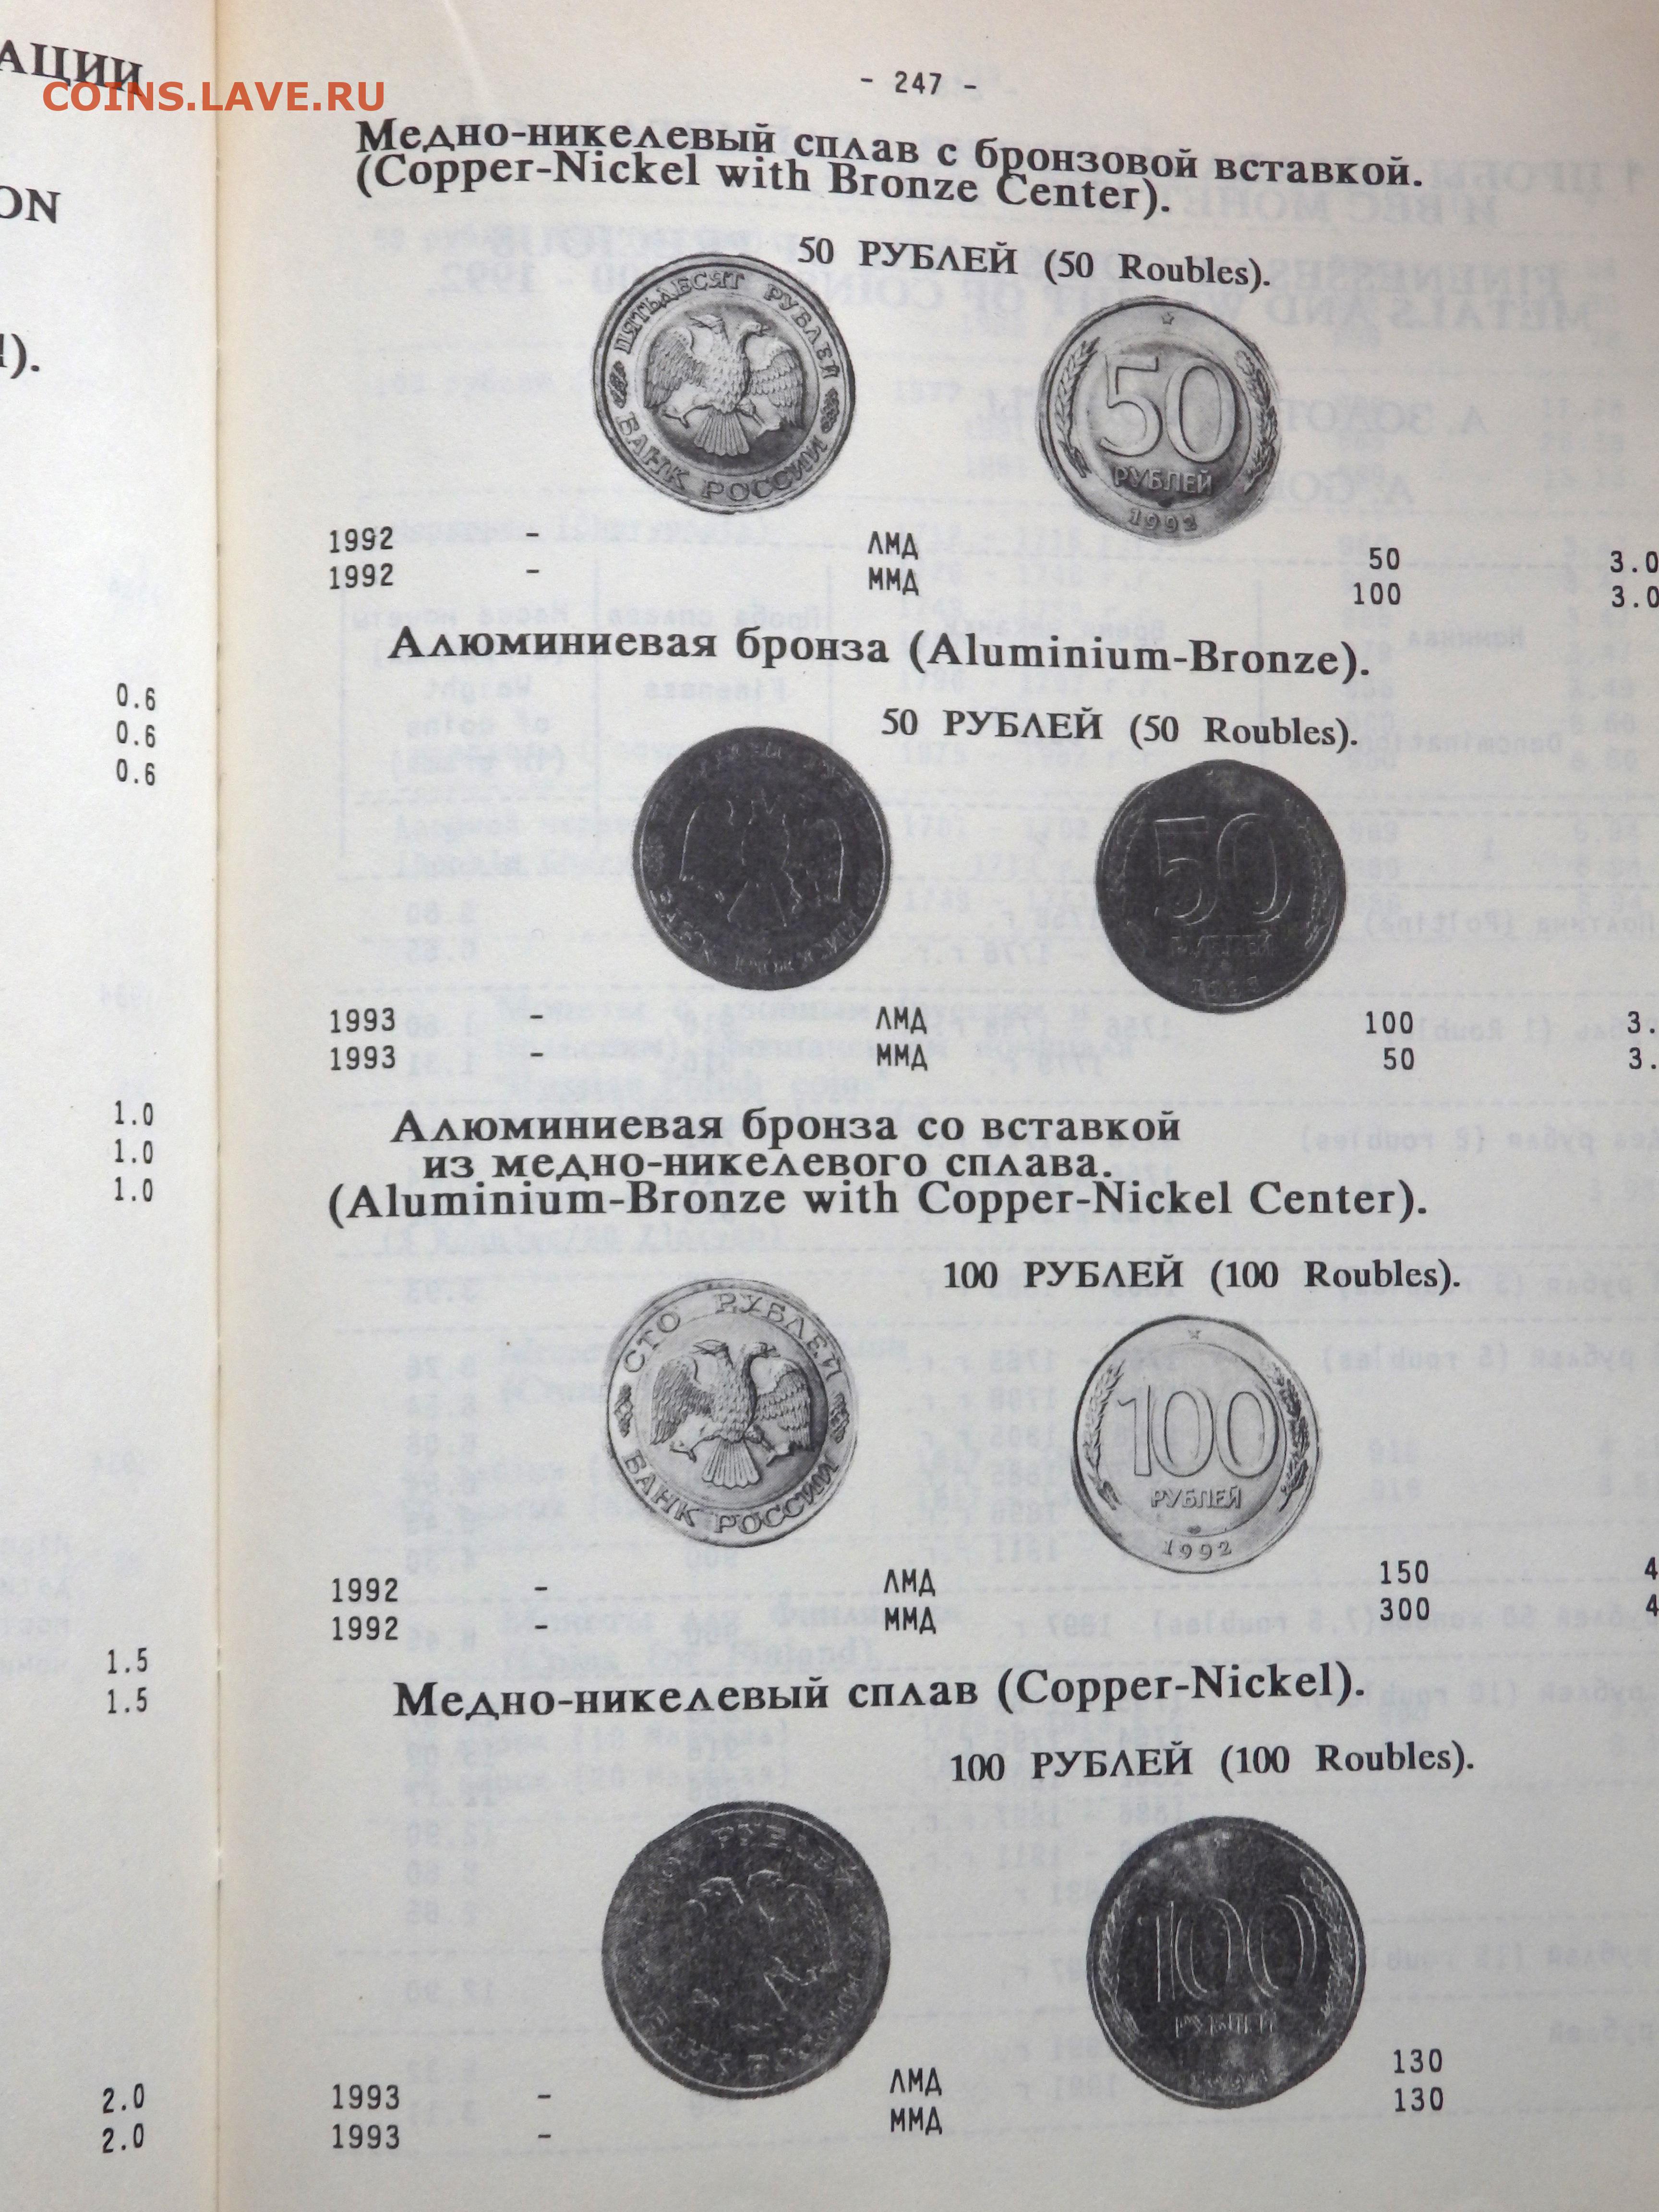 АЦИИ
COINS.LAVE.RU
ON
).
0.6
0.6
0.6
1.0
1.0
1.0
1.5
1.5
2.0
2.0
- 247 -
Медно-никелевый сплав с бронзовой вставкой.
(Copper-Nickel with Bronze Center).
50 РУБЛЕЙ (50 Roubles).
ПЯТЬДЕСЯТ РУБЛЕЙ
БАНК РОССИИ
50
РУБЛЕЙ
1992
1992 - ЛМД 50 3.0
1992 - ММД 100 3.0
Алюминиевая бронза (Aluminium-Bronze).
50 РУБЛЕЙ (50 Roubles).
50
РУБЛЕЙ
1993 - ЛМД 100 3.
1993 - ММД 50 3.
Алюминиевая бронза со вставкой
из медно-никелевого сплава.
(Aluminium-Bronze with Copper-Nickel Center).
100 РУБЛЕЙ (100 Roubles).
СТО РУБЛЕЙ
БАНК РОССИИ
100
РУБЛЕЙ
1992
1992 - ЛМД 150 4
1992 - ММД 300 4
Медно-никелевый сплав (Copper-Nickel).
100 РУБЛЕЙ (100 Roubles).
100
РУБЛЕЙ
1993 - ЛМД 130
1993 - ММД 130